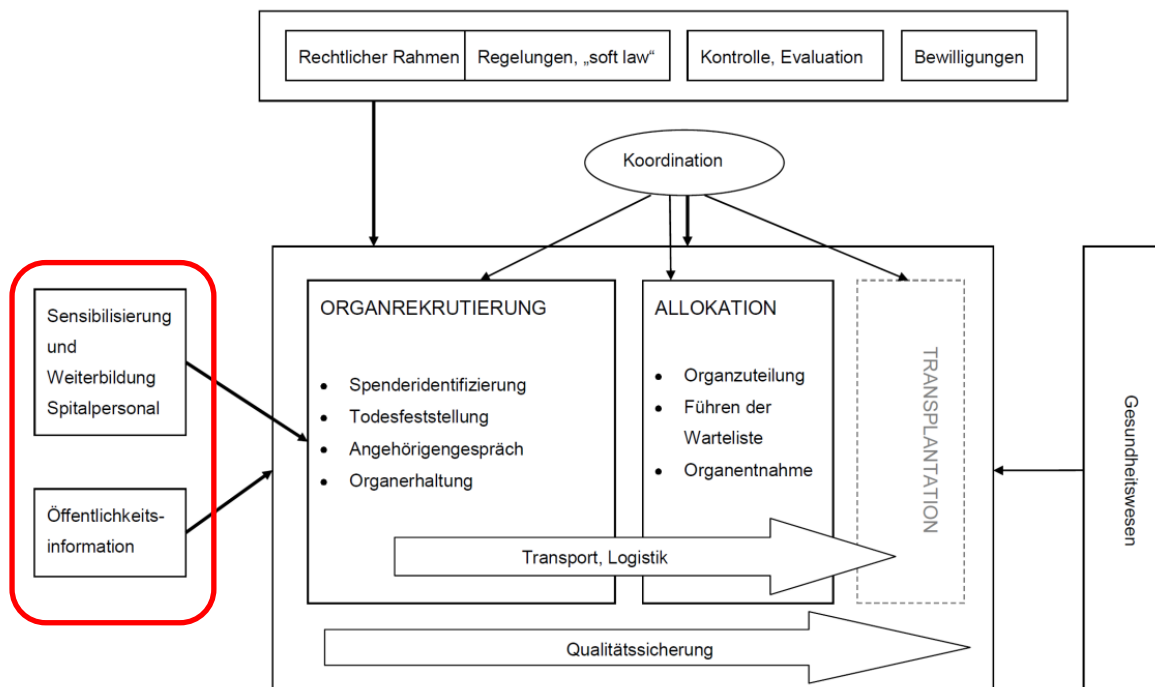 Rechtlicher Rahmen
Regelungen, „soft law“
Kontrolle, Evaluation
Bewilligungen
Koordination
Sensibilisierung
und
Weiterbildung
Spitalpersonal
Öffentlichkeits-
information
ORGANREKRUTIERUNG
• Spenderidentifizierung
• Todesfeststellung
• Angehörigengespräch
• Organerhaltung
ALLOKATION
• Organzuteilung
• Führen der
Warteliste
• Organentnahme
TRANSPLANTATION
Transport, Logistik
Qualitätssicherung
Gesundheitswesen